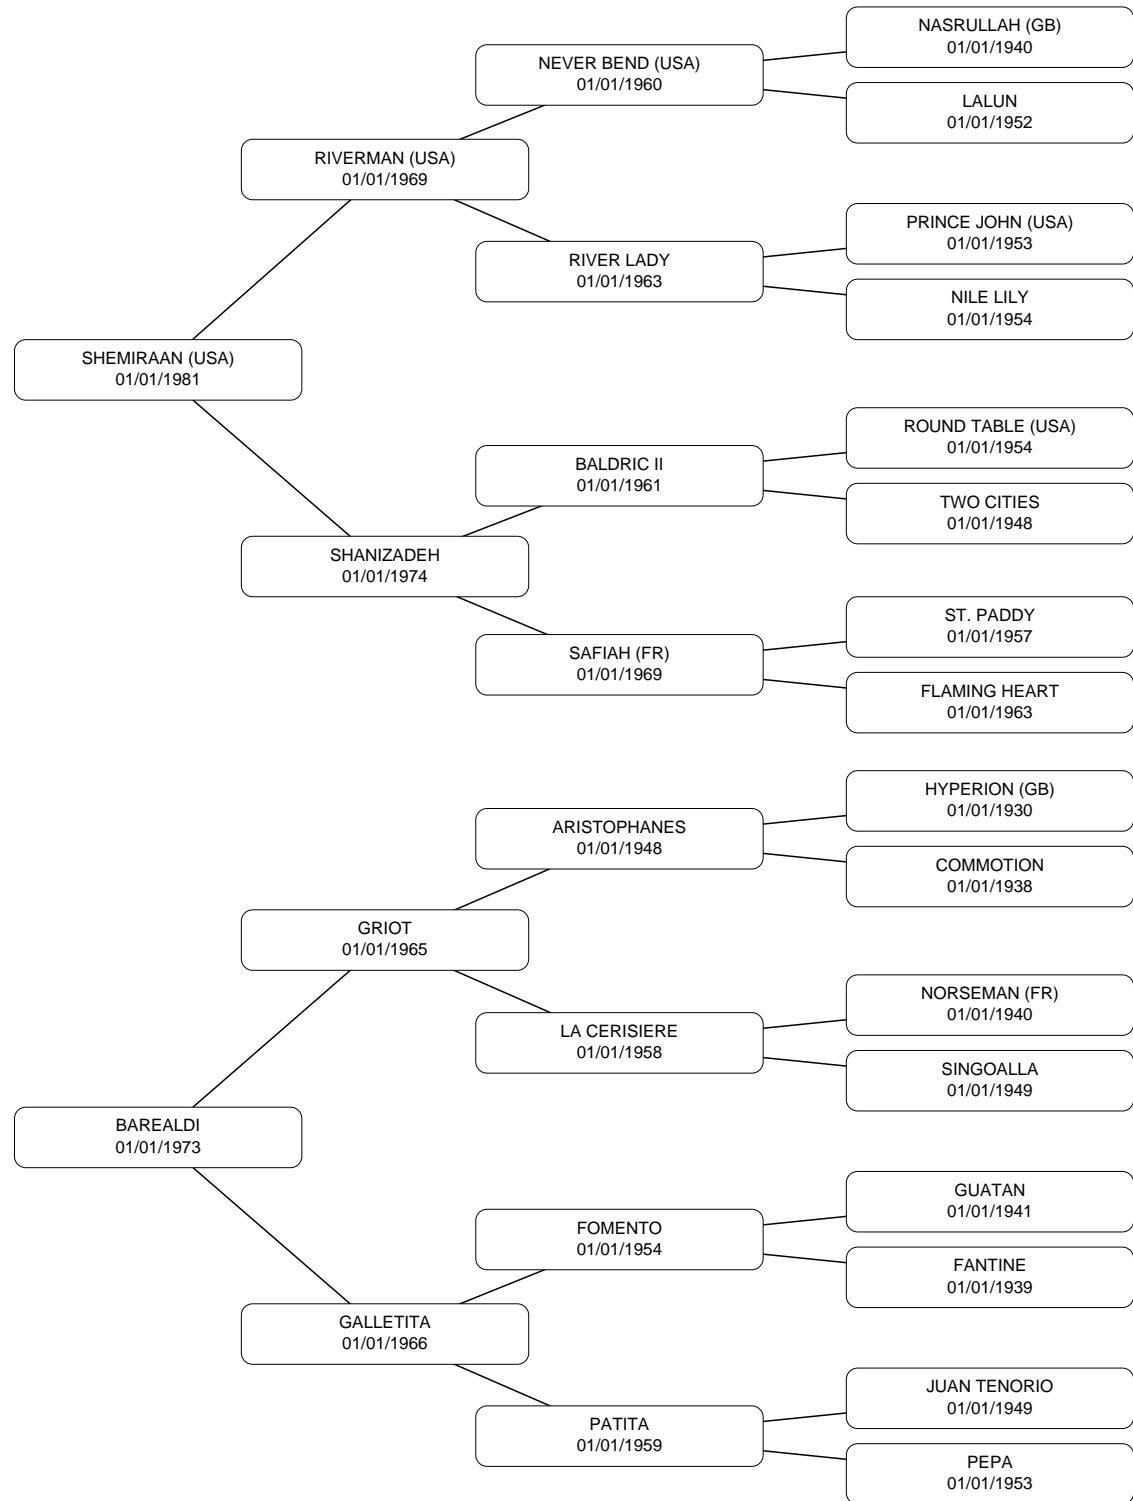 NASRULLAH (GB)
01/01/1940
NEVER BEND (USA)
01/01/1960
LALUN
01/01/1952
RIVERMAN (USA)
01/01/1969
PRINCE JOHN (USA)
01/01/1953
RIVER LADY
01/01/1963
NILE LILY
01/01/1954
SHEMIRAAN (USA)
01/01/1981
ROUND TABLE (USA)
01/01/1954
BALDRIC II
01/01/1961
TWO CITIES
01/01/1948
SHANIZADEH
01/01/1974
ST. PADDY
01/01/1957
SAFIAH (FR)
01/01/1969
FLAMING HEART
01/01/1963
HYPERION (GB)
01/01/1930
ARISTOPHANES
01/01/1948
COMMOTION
01/01/1938
GRIOT
01/01/1965
NORSEMAN (FR)
01/01/1940
LA CERISIERE
01/01/1958
SINGOALLA
01/01/1949
BAREALDI
01/01/1973
GUATAN
01/01/1941
FOMENTO
01/01/1954
FANTINE
01/01/1939
GALLETITA
01/01/1966
JUAN TENORIO
01/01/1949
PATITA
01/01/1959
PEPA
01/01/1953